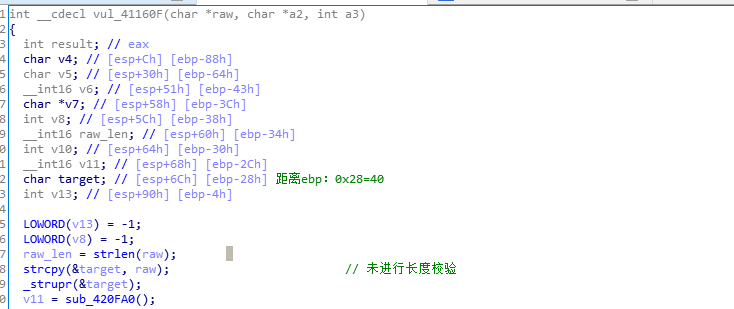 1 int __cdecl vul_41160F(char *raw, char *a2, int a3)
2 {
3 int result; // eax
4 char v4; // [esp+Ch] [ebp-88h]
5 char v5; // [esp+30h] [ebp-64h]
6 __int16 v6; // [esp+51h] [ebp-43h]
7 char *v7; // [esp+58h] [ebp-3Ch]
8 int v8; // [esp+5Ch] [ebp-38h]
9 __int16 raw_len; // [esp+60h] [ebp-34h]
0 int v10; // [esp+64h] [ebp-30h]
1 __int16 v11; // [esp+68h] [ebp-2Ch]
2 char target; // [esp+6Ch] [ebp-28h] 距离ebp: 0x28=40
3 int v13; // [esp+90h] [ebp-4h]
4
5 LOWORD(v13) = -1;
6 LOWORD(v8) = -1;
7 raw_len = strlen(raw);
8 strcpy(&target, raw); // 未进行长度校验
9 _strupr(&target);
0 v11 = sub_420FA0();